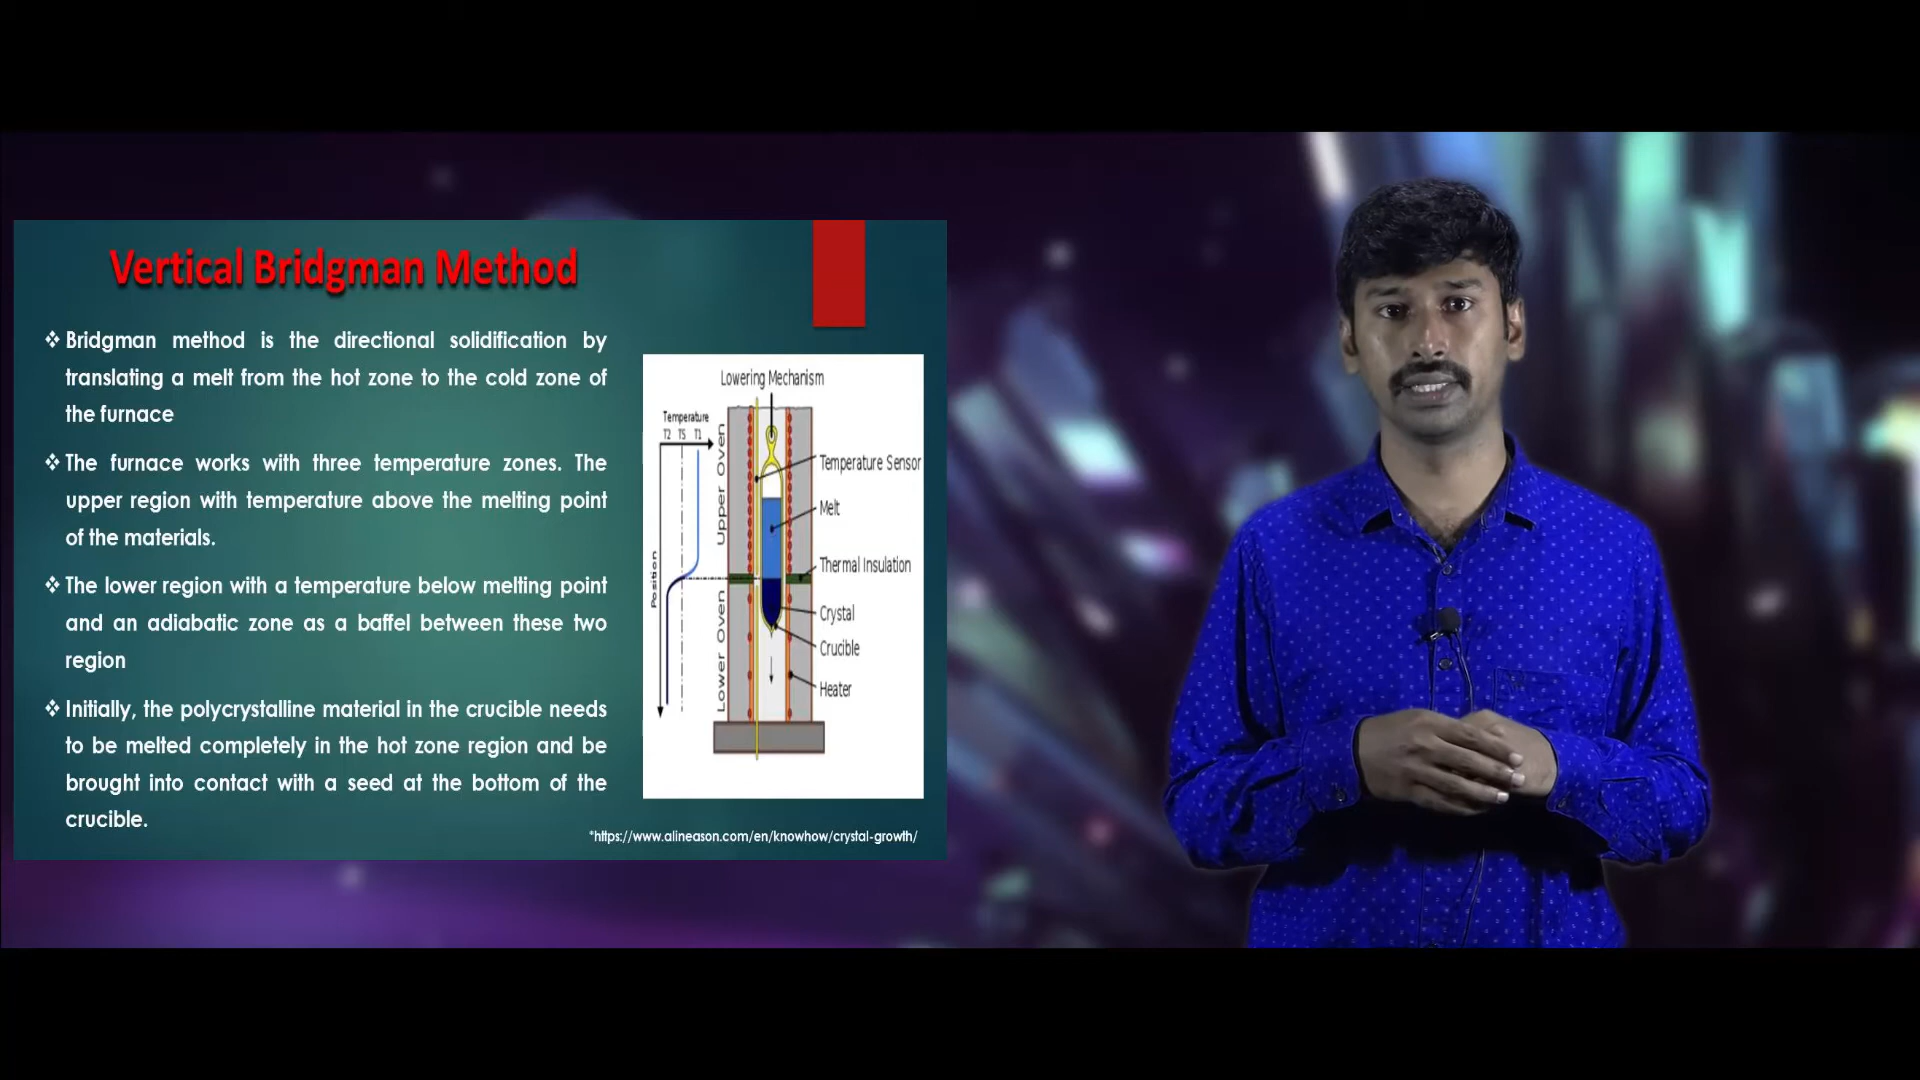 Vertical Bridgman Method
❖ Bridgman method is the directional solidification by
translating a melt from the hot zone to the cold zone of
the furnace
❖ The furnace works with three temperature zones. The
upper region with temperature above the melting point
of the materials.
❖ The lower region with a temperature below melting point
and an adiabatic zone as a baffel between these two
region
❖ Initially, the polycrystalline material in the crucible needs
to be melted completely in the hot zone region and be
brought into contact with a seed at the bottom of the
crucible.
Lowering Mechanism
Temperature
T2 TS T1
Position
Upper Oven
Lower Oven
Temperature Sensor
Melt
Thermal Insulation
Crystal
Crucible
Heater
*https://www.alineason.com/en/knowhow/crystal-growth/